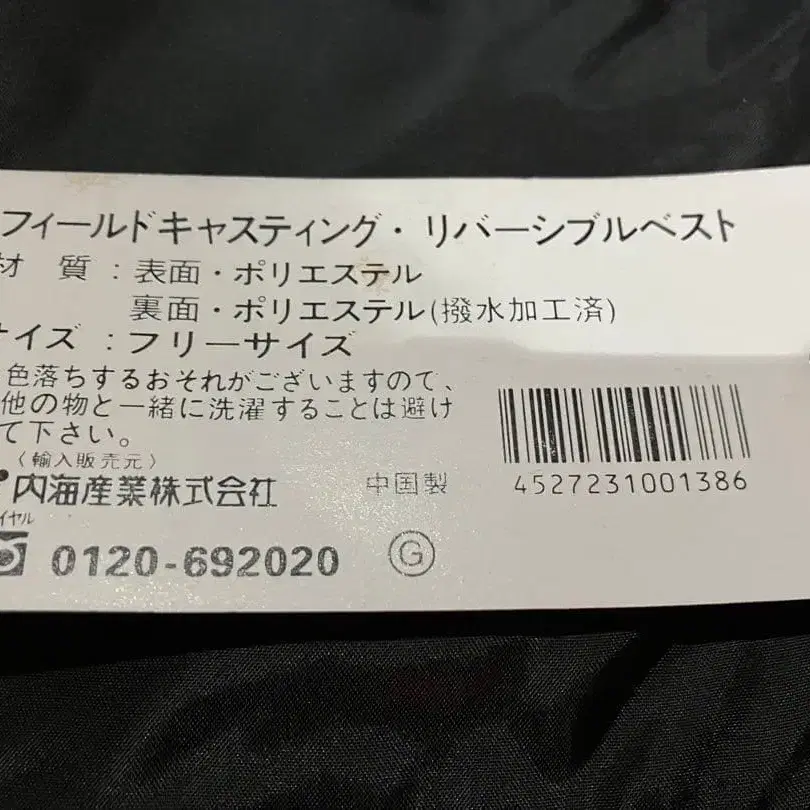 フィールドキャスティング・リバーシブルベスト
材 質 : 表面・ポリエステル
裏面・ポリエステル(撥水加工済)
サイズ : フリーサイズ
色落ちするおそれがございますので、
他の物と一緒に洗濯することは避け
て下さい。
〈輸入販売元〉
内海産業株式会社
中国製
4527231001386
イヤル
0120-692020
G